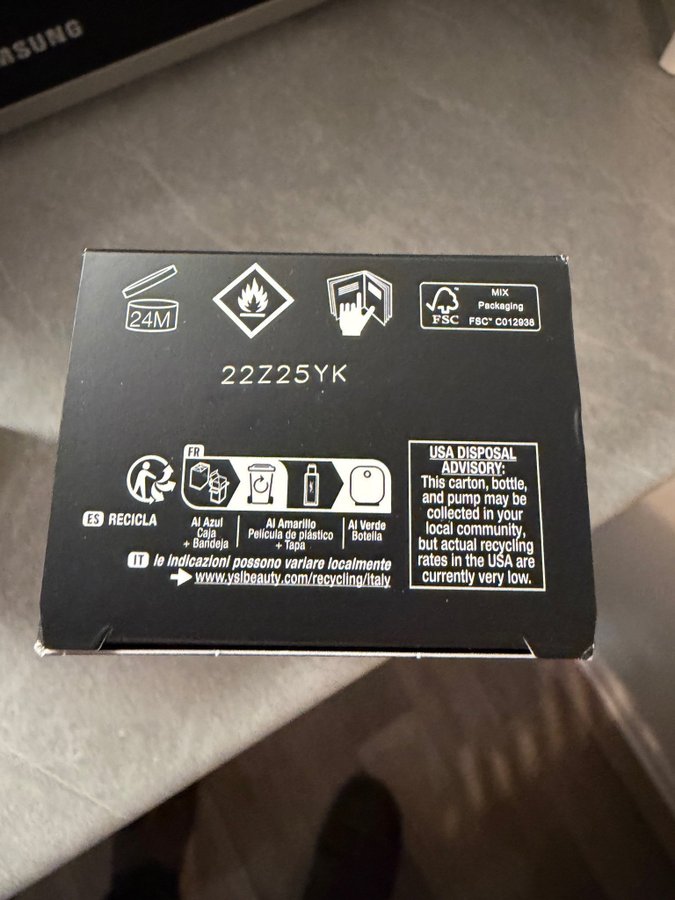 24M
MIX
Packaging
FSC
FSC™ C012938
22Z25YK
FR
ES RECICLA
Al Azul
Caja
+ Bandeja
Al Amarillo
Película de plástico
+ Tapa
Al Verde
Botella
IT le indicazioni possono variare localmente
www.yslbeauty.com/recycling/italy
USA DISPOSAL
ADVISORY:
This carton, bottle,
and pump may be
collected in your
local community,
but actual recycling
rates in the USA are
currently very low.